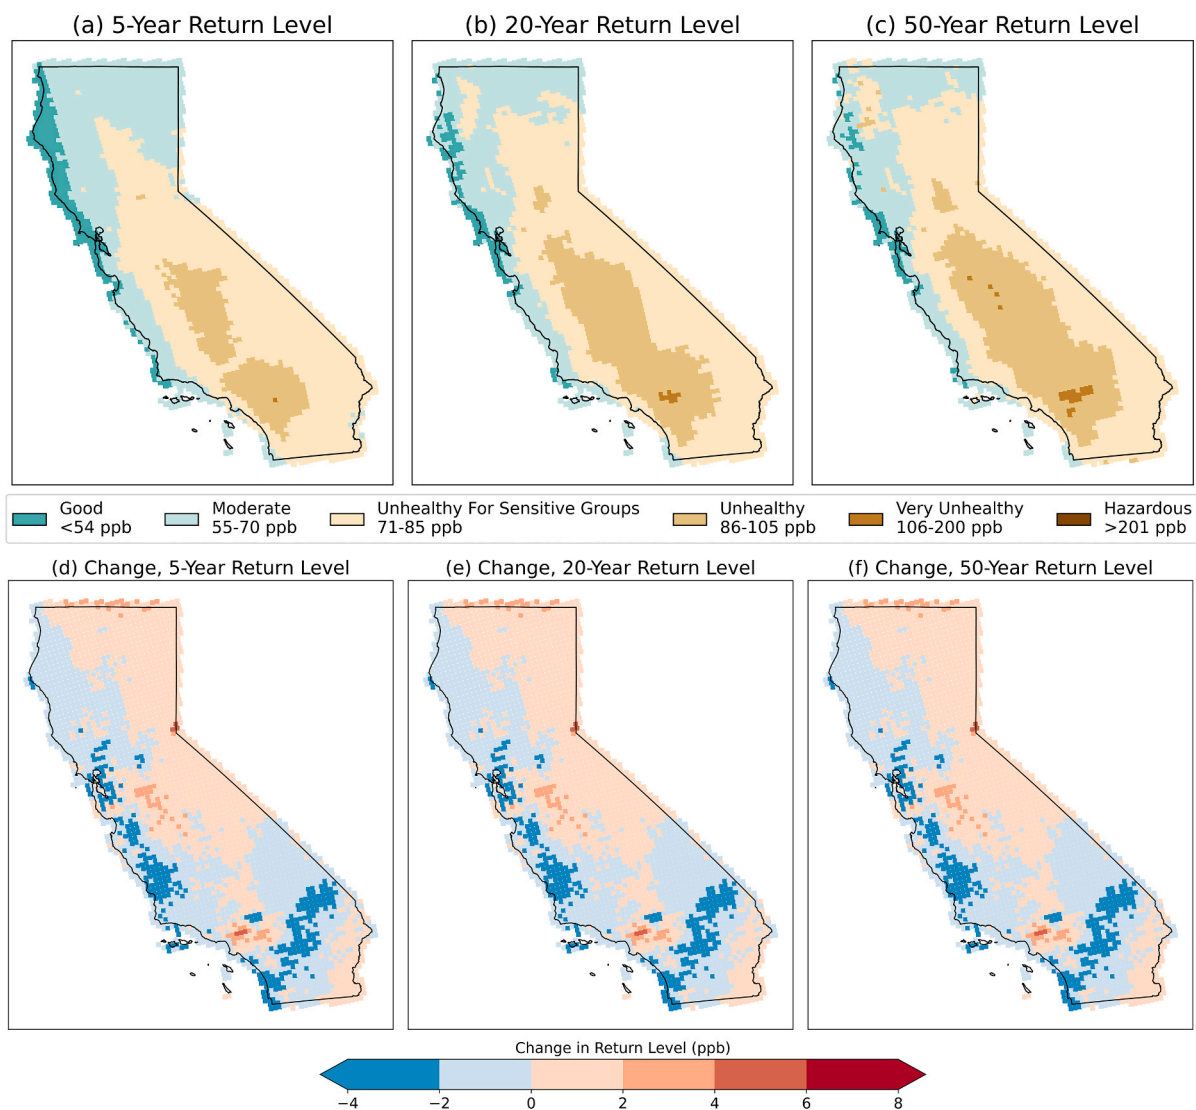 (a) 5-Year Return Level
(b) 20-Year Return Level
(c) 50-Year Return Level
Good
<54 ppb
Moderate
55-70 ppb
Unhealthy For Sensitive Groups
71-85 ppb
Unhealthy
86-105 ppb
Very Unhealthy
106-200 ppb
Hazardous
>201 ppb
(d) Change, 5-Year Return Level
(e) Change, 20-Year Return Level
(f) Change, 50-Year Return Level
Change in Return Level (ppb)
−4 −2 0 2 4 6 8